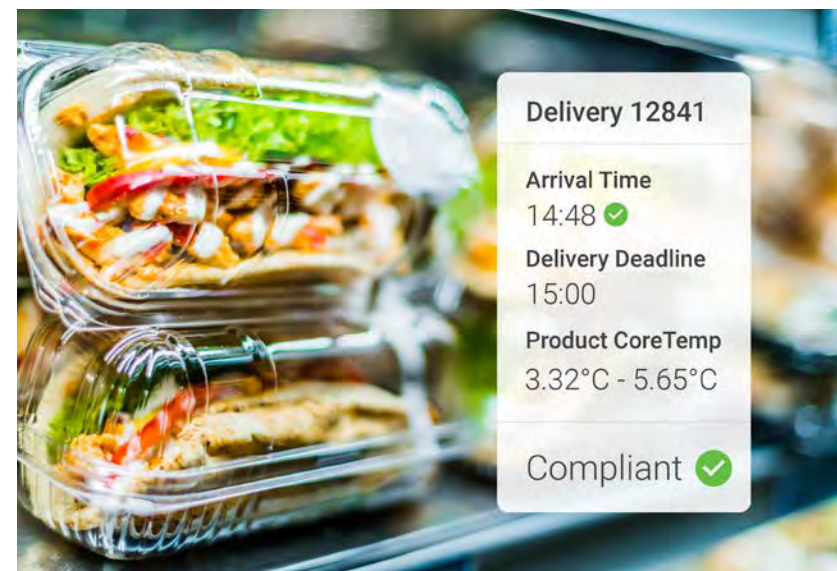 Delivery 12841
Arrival Time
14:48
Delivery Deadline
15:00
Product CoreTemp
3.32°C - 5.65°C
Compliant